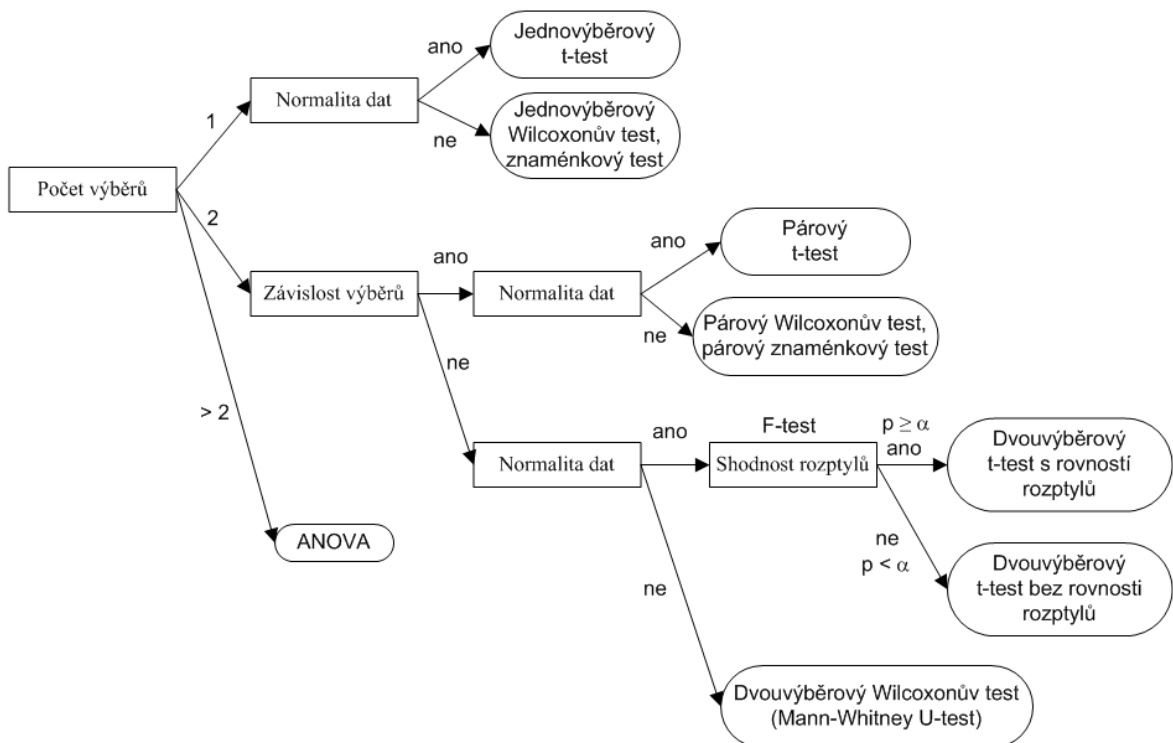 Počet výběrů
1
Normalita dat
ano
Jednovýběrový
t-test
ne
Jednovýběrový
Wilcoxonův test,
znaménkový test
2
Závislost výběrů
ano
Normalita dat
ano
Párový
t-test
ne
Párový Wilcoxonův test,
párový znaménkový test
ne
Normalita dat
ano
F-test
Shodnost rozptylů
p ≥ α
ano
Dvouvýběrový
t-test s rovností
rozptylů
ne
p < α
Dvouvýběrový
t-test bez rovnosti
rozptylů
ne
Dvouvýběrový Wilcoxonův test
(Mann-Whitney U-test)
> 2
ANOVA